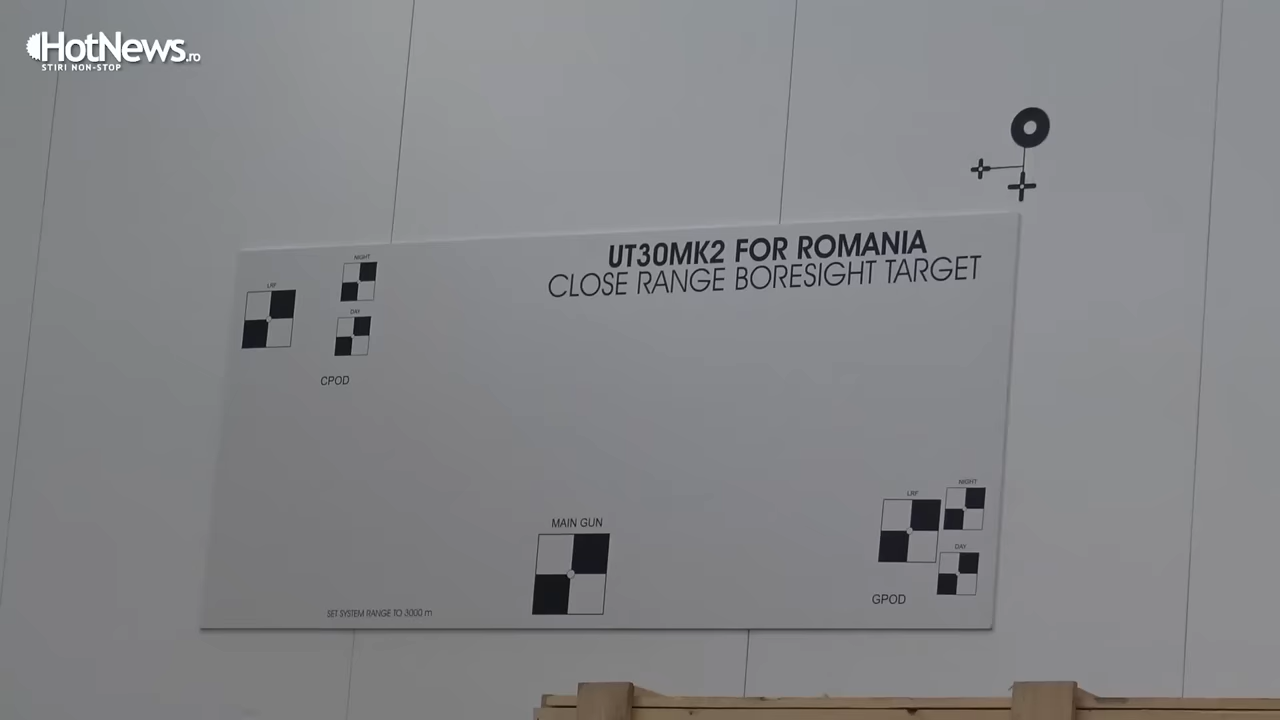 HotNews.ro
STIRI NON-STOP
UT30MK2 FOR ROMANIA
CLOSE RANGE BORESIGHT TARGET
NIGHT
LRF
DAY
CPOD
NIGHT
LRF
MAIN GUN
DAY
GPOD
SET SYSTEM RANGE TO 3000 m